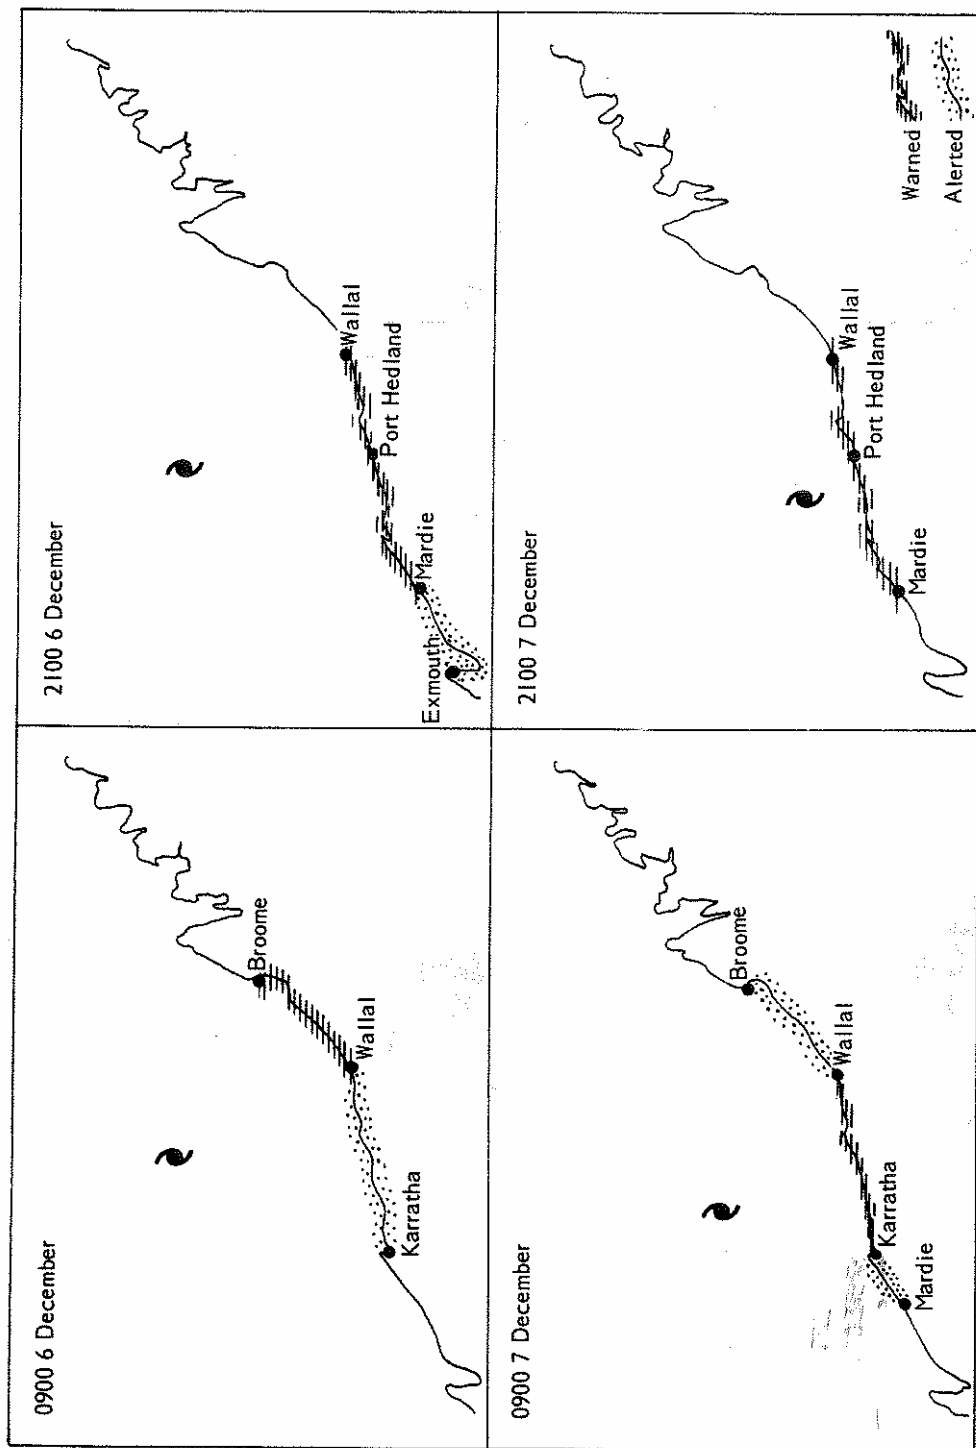 0900 6 December
Broome
Wallal
Karratha
2100 6 December
Wallal
Port Hedland
Mardie
Exmouth
0900 7 December
Broome
Wallal
Karratha
Mardie
2100 7 December
Wallal
Port Hedland
Mardie
Warned
Alerted